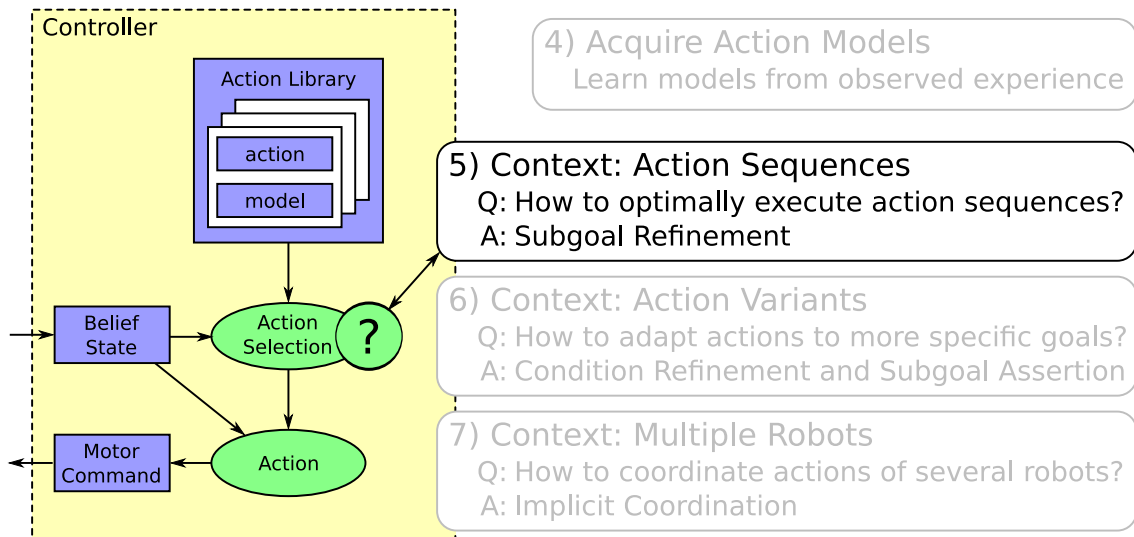 Controller
Action Library
action
model
Belief
State
Action
Selection
?
Motor
Command
Action
4) Acquire Action Models
Learn models from observed experience
5) Context: Action Sequences
Q: How to optimally execute action sequences?
A: Subgoal Refinement
6) Context: Action Variants
Q: How to adapt actions to more specific goals?
A: Condition Refinement and Subgoal Assertion
7) Context: Multiple Robots
Q: How to coordinate actions of several robots?
A: Implicit Coordination